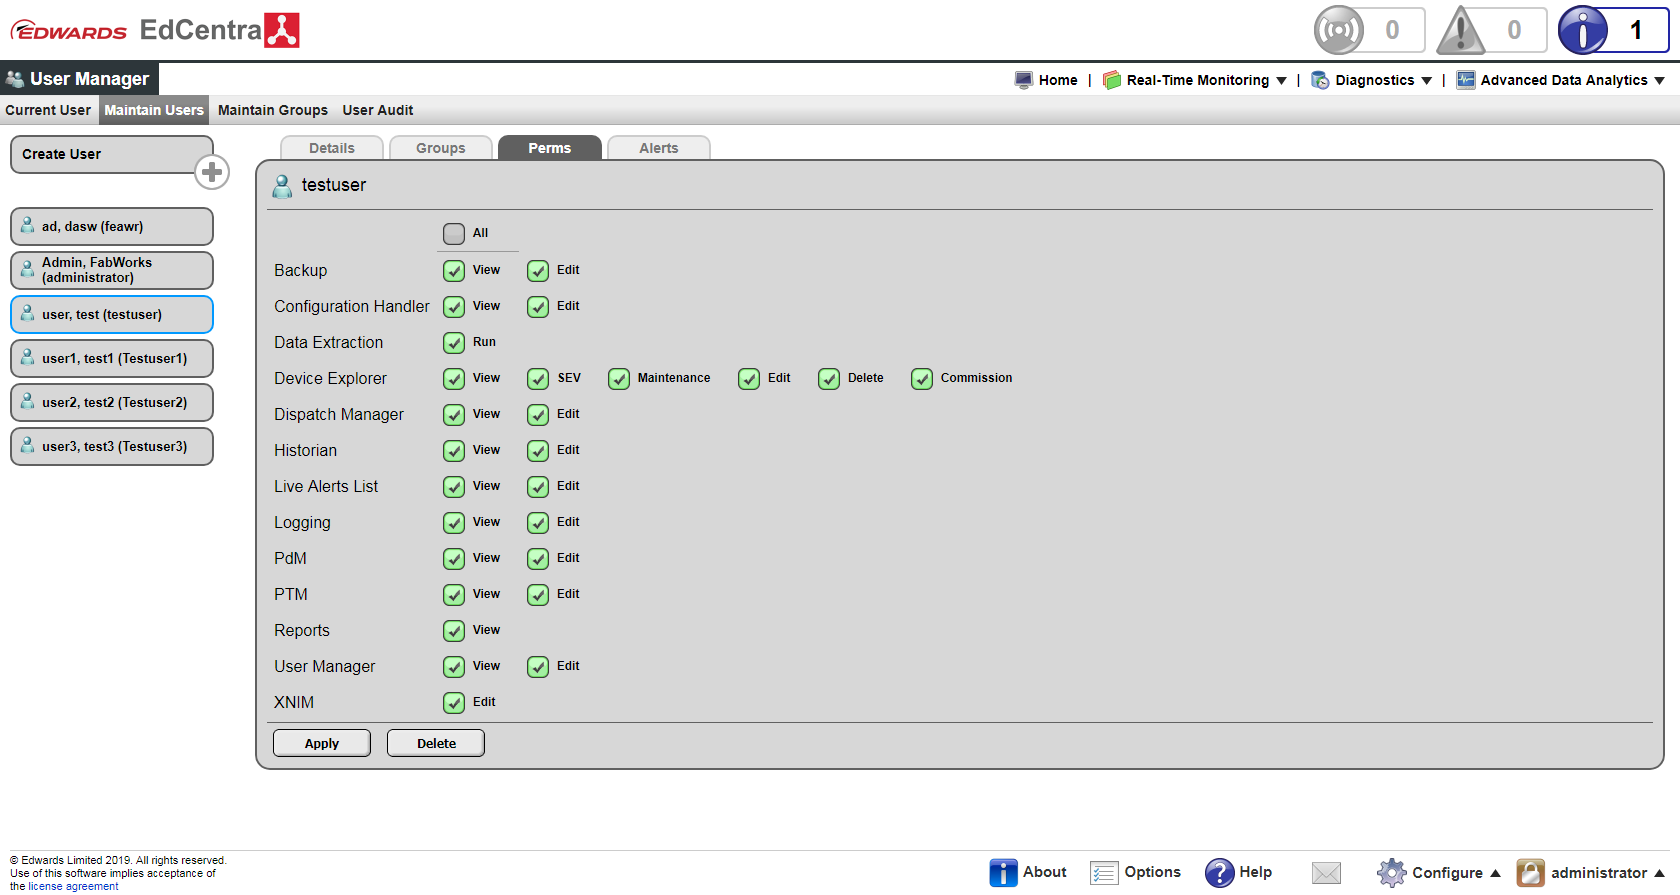 EDWARDS EdCentra
0 0 1
User Manager
Home | Real-Time Monitoring | Diagnostics | Advanced Data Analytics
Current User Maintain Users Maintain Groups User Audit
Create User
ad, dasw (feawr)
Admin, FabWorks
(administrator)
user, test (testuser)
user1, test1 (Testuser1)
user2, test2 (Testuser2)
user3, test3 (Testuser3)
Details Groups Perms Alerts
testuser
All
Backup View Edit
Configuration Handler View Edit
Data Extraction Run
Device Explorer View SEV Maintenance Edit Delete Commission
Dispatch Manager View Edit
Historian View Edit
Live Alerts List View Edit
Logging View Edit
PdM View Edit
PTM View Edit
Reports View
User Manager View Edit
XNIM Edit
Apply Delete
© Edwards Limited 2019. All rights reserved.
Use of this software implies acceptance of
the license agreement
About Options Help Configure administrator